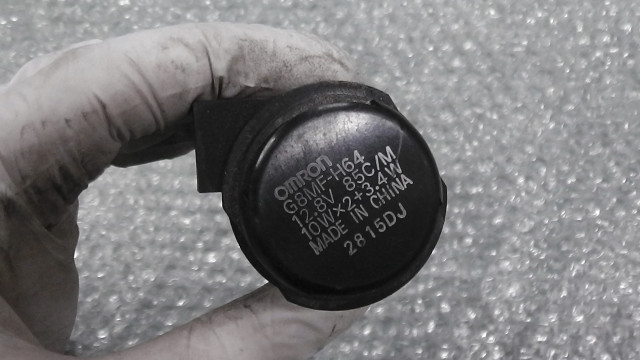 omron
G8MF-H64
12.8V 85C/M
10W×2+3.4W
MADE IN CHINA
2815DJ